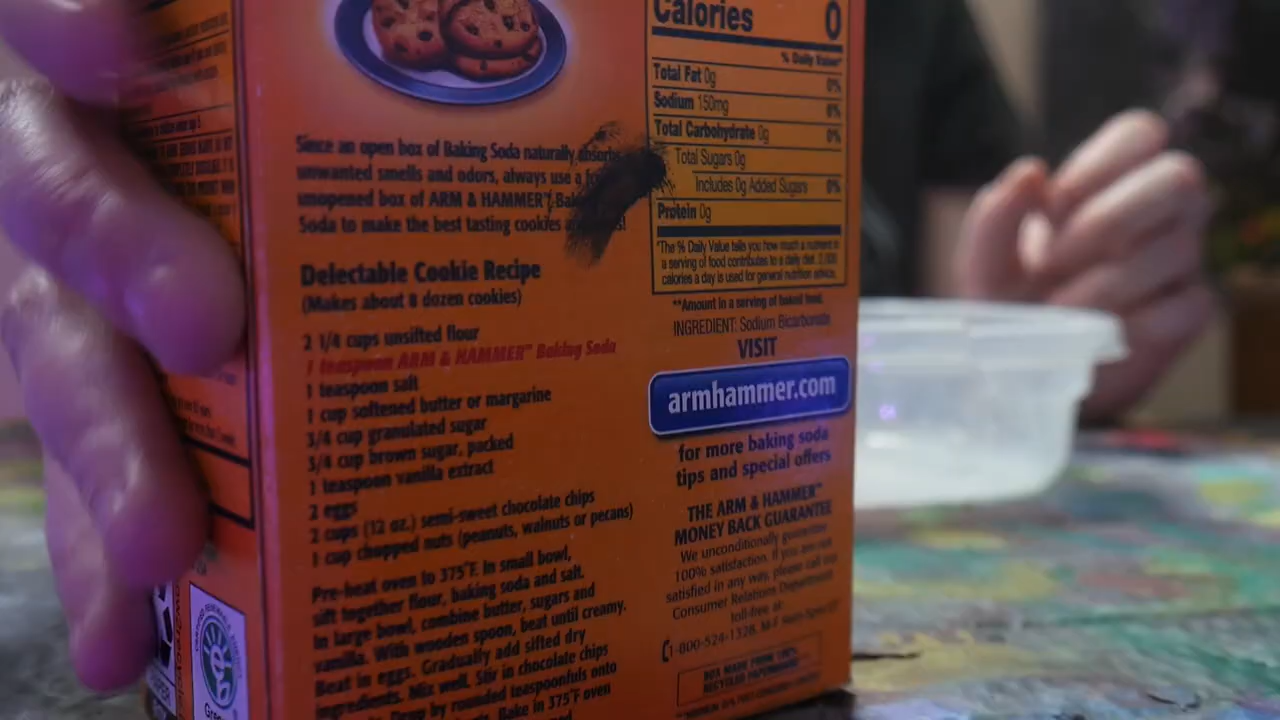 Calories 0
% Daily Value*
Total Fat 0g 0%
Sodium 150mg 6%
Total Carbohydrate 0g 0%
Total Sugars 0g
Includes 0g Added Sugars 0%
Protein 0g
*The % Daily Value tells you how much a nutrient in
a serving of food contributes to a daily diet. 2,000
calories a day is used for general nutrition advice.
**Amount in a serving of baked food.
INGREDIENT: Sodium Bicarbonate
VISIT
armhammer.com
for more baking soda
tips and special offers
THE ARM & HAMMER™
MONEY BACK GUARANTEE
We unconditionally guarantee
100% satisfaction. If you are not
satisfied in any way, please call our
Consumer Relations Department
toll-free at:
1-800-524-1328, M-F
BOX MADE FROM 100%
RECYCLED PAPERBOARD
Since an open box of Baking Soda naturally absorbs
unwanted smells and odors, always use a
unopened box of ARM & HAMMER™
Soda to make the best tasting cookies
Delectable Cookie Recipe
(Makes about 8 dozen cookies)
2 1/4 cups unsifted flour
1 teaspoon ARM & HAMMER™ Baking Soda
1 teaspoon salt
1 cup softened butter or margarine
3/4 cup granulated sugar
3/4 cup brown sugar, packed
1 teaspoon vanilla extract
2 eggs
2 cups (12 oz.) semi-sweet chocolate chips
1 cup chopped nuts (peanuts, walnuts or pecans)
Pre-heat oven to 375°F. In small bowl,
sift together flour, baking soda and salt.
In large bowl, combine butter, sugars and
vanilla. With wooden spoon, beat until creamy.
Beat in eggs. Gradually add sifted dry
ingredients. Mix well. Stir in chocolate chips
by rounded teaspoonfuls onto
Bake in 375°F oven